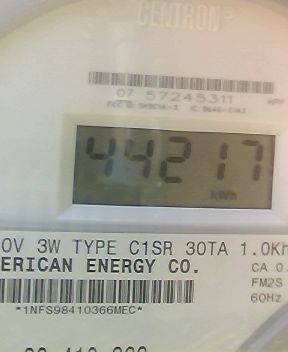 CENTRON®
07 57245311
44217
kWh
0V 3W TYPE C1SR 30TA 1.0Kh
ERICAN ENERGY CO.
CA 0.
FM2S
60Hz
*1NFS98410366MEC*